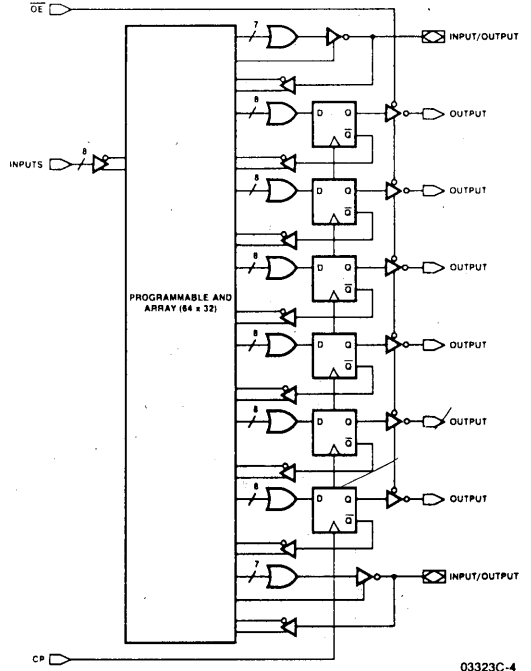 OE
7
INPUT/OUTPUT
8
D Q
Q
OUTPUT
INPUTS
8
8
D Q
Q
OUTPUT
8
D Q
Q
OUTPUT
PROGRAMMABLE AND
ARRAY (64 x 32)
8
D Q
Q
OUTPUT
8
D Q
Q
OUTPUT
8
D Q
Q
OUTPUT
7
INPUT/OUTPUT
CP
03323C-4